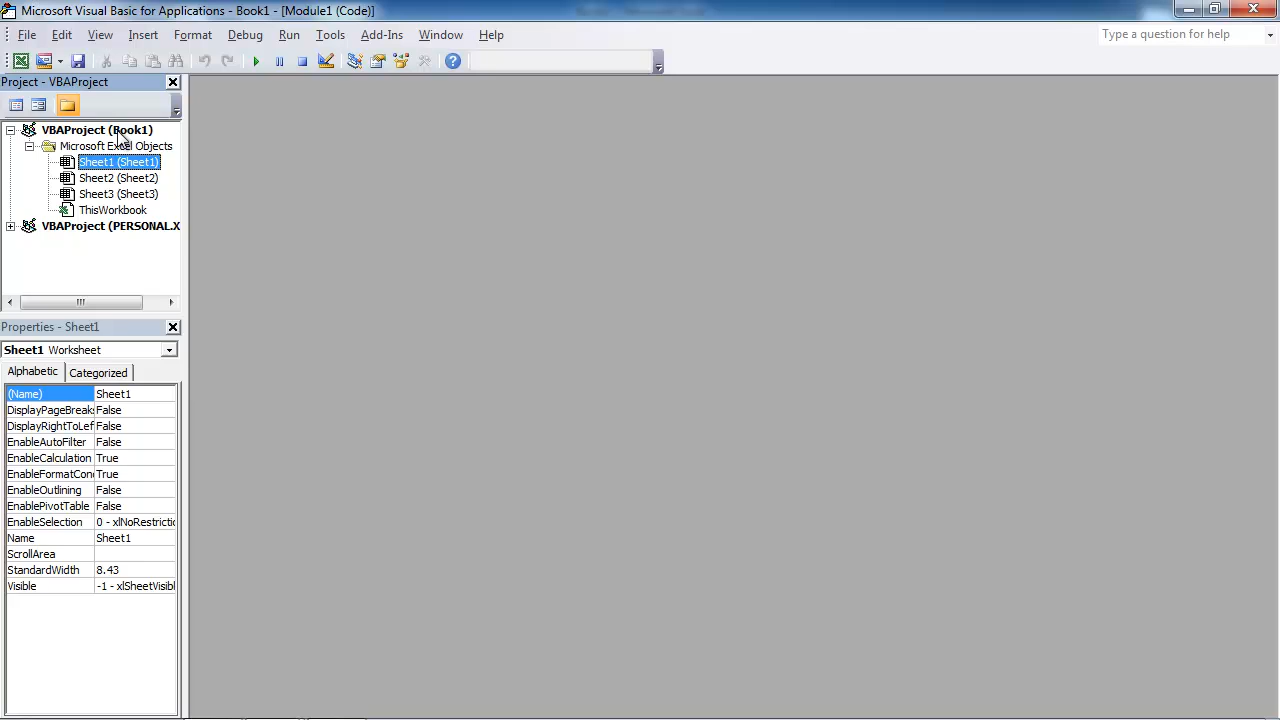 Microsoft Visual Basic for Applications - Book1 - [Module1 (Code)]
File Edit View Insert Format Debug Run Tools Add-Ins Window Help
Type a question for help
Project - VBAProject
VBAProject (Book1)
Microsoft Excel Objects
Sheet1 (Sheet1)
Sheet2 (Sheet2)
Sheet3 (Sheet3)
ThisWorkbook
VBAProject (PERSONAL.X
Properties - Sheet1
Sheet1 Worksheet
Alphabetic Categorized
(Name) Sheet1
DisplayPageBreaks False
DisplayRightToLef False
EnableAutoFilter False
EnableCalculation True
EnableFormatCon True
EnableOutlining False
EnablePivotTable False
EnableSelection 0 - xlNoRestrictio
Name Sheet1
ScrollArea
StandardWidth 8.43
Visible -1 - xlSheetVisibl